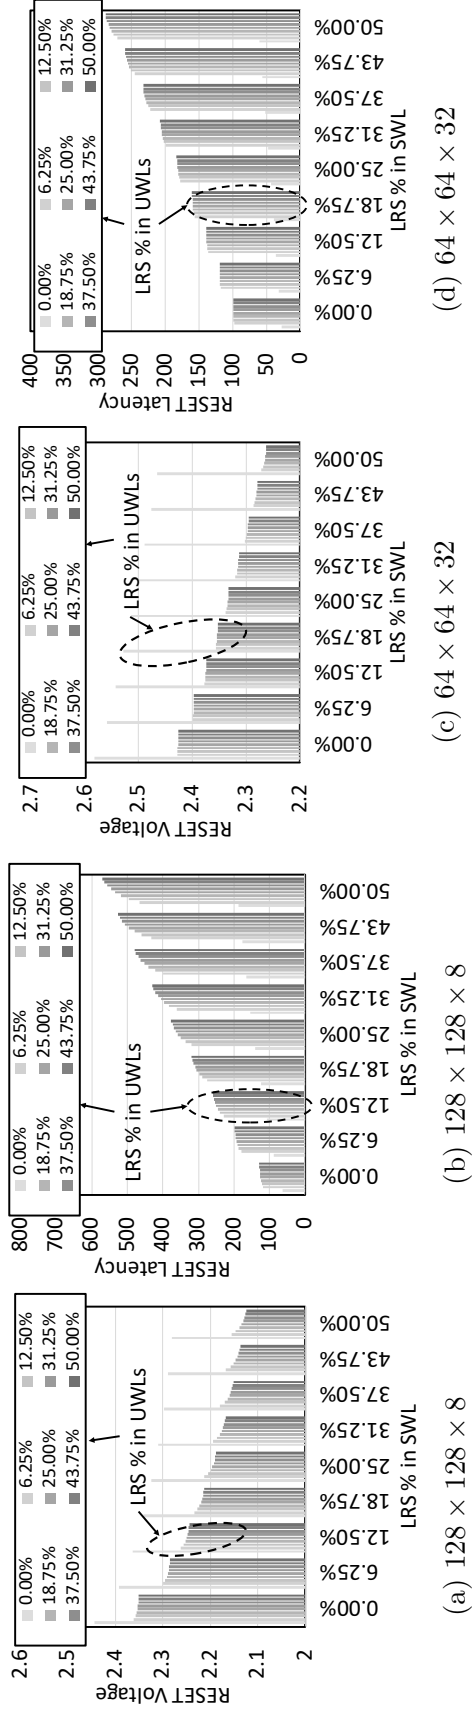 0.00% 6.25% 12.50%
18.75% 25.00% 31.25%
37.50% 43.75% 50.00%
LRS % in UWLs
RESET Voltage
2.6
2.5
2.4
2.3
2.2
2.1
2
0.00% 6.25% 12.50% 18.75% 25.00% 31.25% 37.50% 43.75% 50.00%
LRS % in SWL
(a) 128 × 128 × 8
0.00% 6.25% 12.50%
18.75% 25.00% 31.25%
37.50% 43.75% 50.00%
LRS % in UWLs
RESET Latency
800
700
600
500
400
300
200
100
0
0.00% 6.25% 12.50% 18.75% 25.00% 31.25% 37.50% 43.75% 50.00%
LRS % in SWL
(b) 128 × 128 × 8
0.00% 6.25% 12.50%
18.75% 25.00% 31.25%
37.50% 43.75% 50.00%
LRS % in UWLs
RESET Voltage
2.7
2.6
2.5
2.4
2.3
2.2
0.00% 6.25% 12.50% 18.75% 25.00% 31.25% 37.50% 43.75% 50.00%
LRS % in SWL
(c) 64 × 64 × 32
0.00% 6.25% 12.50%
18.75% 25.00% 31.25%
37.50% 43.75% 50.00%
LRS % in UWLs
RESET Latency
400
350
300
250
200
150
100
50
0
0.00% 6.25% 12.50% 18.75% 25.00% 31.25% 37.50% 43.75% 50.00%
LRS % in SWL
(d) 64 × 64 × 32